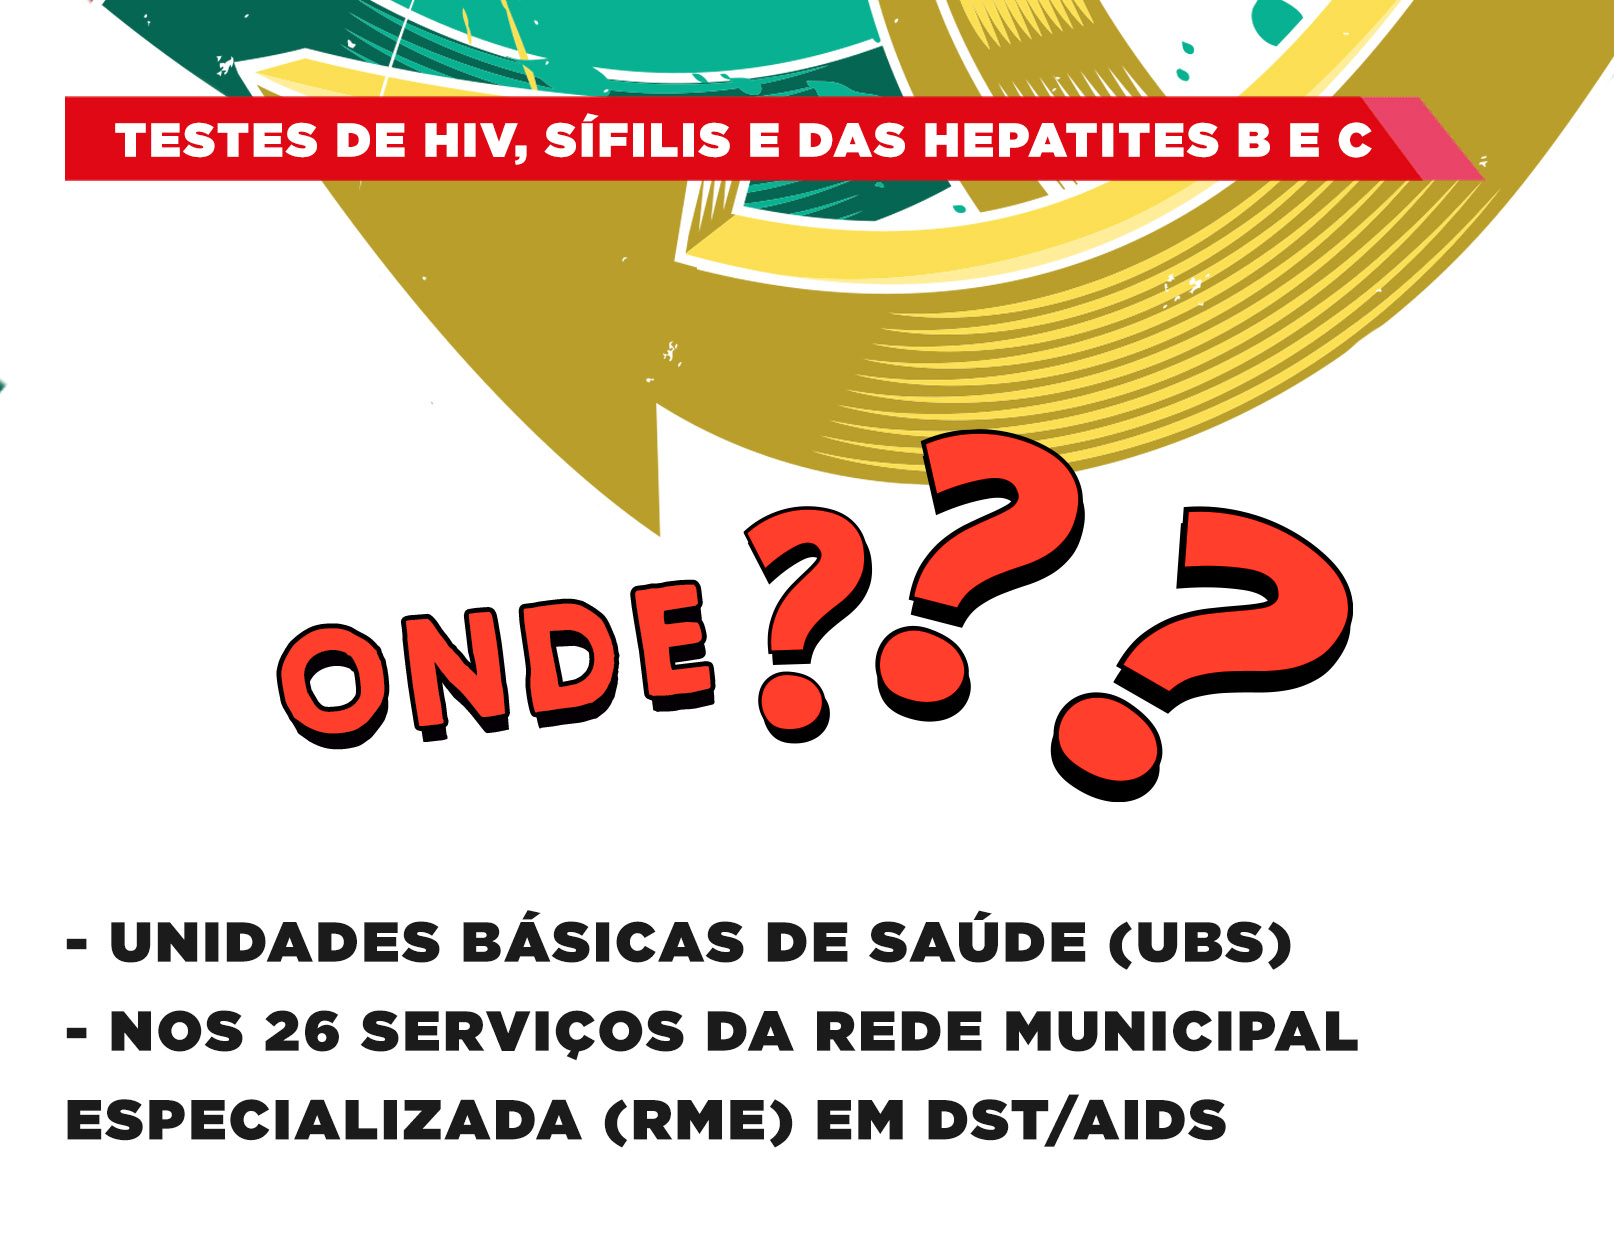 TESTES DE HIV, SÍFILIS E DAS HEPATITES B E C
ONDE???
- UNIDADES BÁSICAS DE SAÚDE (UBS)
- NOS 26 SERVIÇOS DA REDE MUNICIPAL
ESPECIALIZADA (RME) EM DST/AIDS